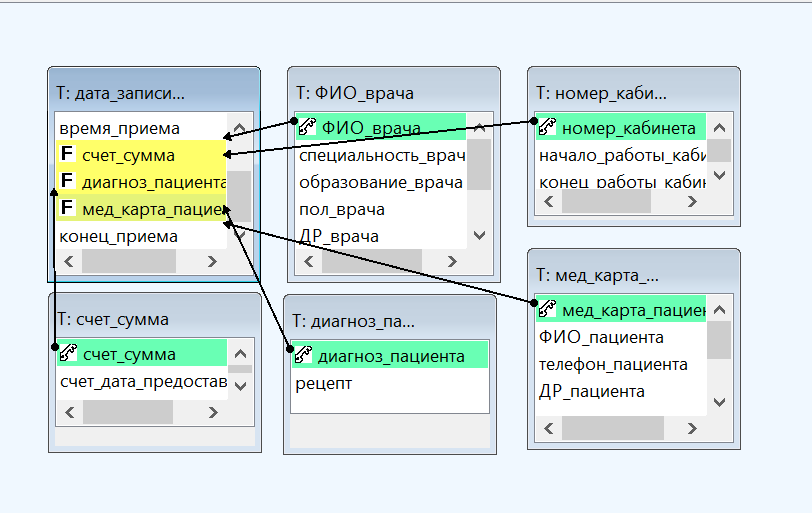 T: дата_записи...
время_приема
F счет_сумма
F диагноз_пациента
F мед_карта_пацие
конец_приема
T: ФИО_врача
ФИО_врача
специальность_врач
образование_врача
пол_врача
ДР_врача
T: номер_каби...
номер_кабинета
начало_работы_каби
конец_работы_кабин
T: счет_сумма
счет_сумма
счет_дата_предостав
T: диагноз_па...
диагноз_пациента
рецепт
T: мед_карта_...
мед_карта_пациен
ФИО_пациента
телефон_пациента
ДР_пациента